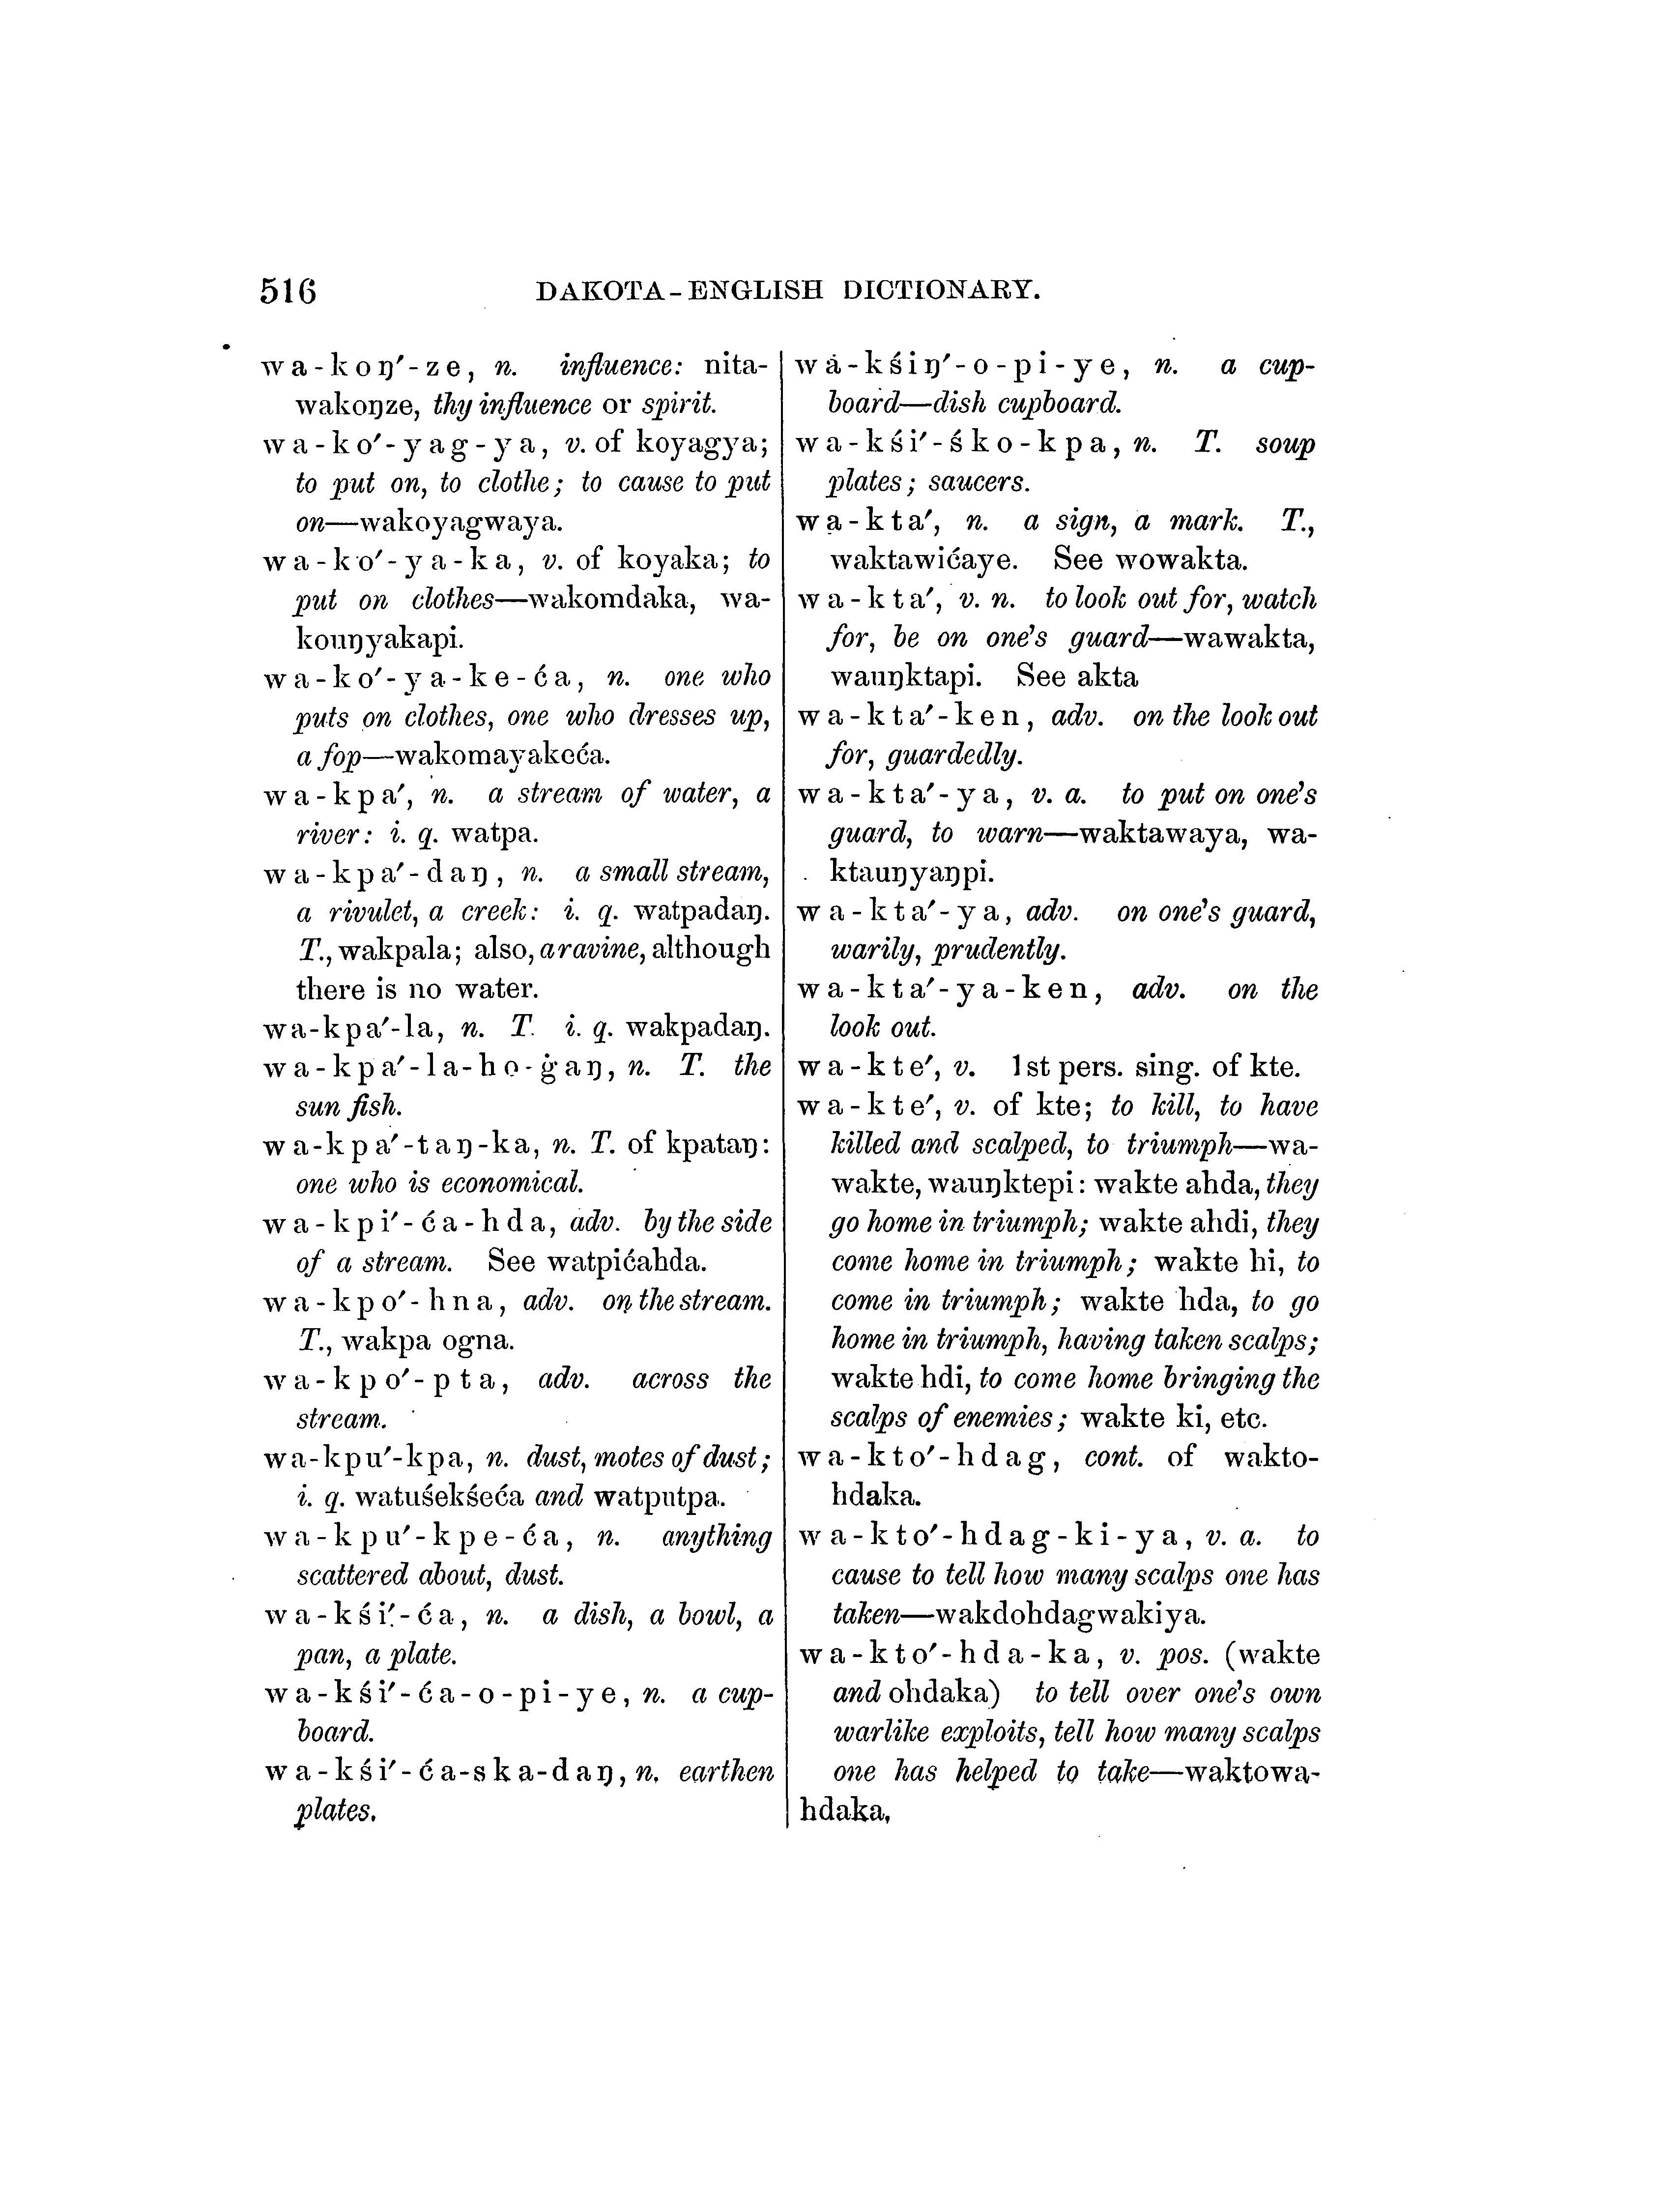 516 DAKOTA-ENGLISH DICTIONARY.
wa-koŋ′-ze, n. influence: nita-
wakoŋze, thy influence or spirit.
wa-ko′-yag-ya, v. of koyagya;
to put on, to clothe; to cause to put
on—wakoyagwaya.
wa-ko′-ya-ka, v. of koyaka; to
put on clothes—wakomdaka, wa-
kouŋyakapi.
wa-ko′-ya-ke-ća, n. one who
puts on clothes, one who dresses up,
a fop—wakomayakeća.
wa-kpa′, n. a stream of water, a
river: i. q. watpa.
wa-kpa′-daŋ, n. a small stream,
a rivulet, a creek: i. q. watpadaŋ.
T., wakpala; also, a ravine, although
there is no water.
wa-kpa′-la, n. T. i. q. wakpadaŋ.
wa-kpa′-la-ho-ġaŋ, n. T. the
sun fish.
wa-kpa′-taŋ-ka, n. T. of kpataŋ:
one who is economical.
wa-kpi′-ća-hda, adv. by the side
of a stream. See watpićahda.
wa-kpo′-hna, adv. on the stream.
T., wakpa ogna.
wa-kpo′-pta, adv. across the
stream.
wa-kpu′-kpa, n. dust, motes of dust;
i. q. watuśekśeća and watputpa.
wa-kpu′-kpe-ća, n. anything
scattered about, dust.
wa-kśi′-ća, n. a dish, a bowl, a
pan, a plate.
wa-kśi′-ća-o-pi-ye, n. a cup-
board.
wa-kśi′-ća-ska-daŋ, n. earthen
plates.
wa-kśiŋ′-o-pi-ye, n. a cup-
board—dish cupboard.
wa-kśi′-śko-kpa, n. T. soup
plates; saucers.
wa-kta′, n. a sign, a mark. T.,
waktawićaye. See wowakta.
wa-kta′, v. n. to look out for, watch
for, be on one's guard—wawakta,
wauŋktapi. See akta
wa-kta′-ken, adv. on the look out
for, guardedly.
wa-kta′-ya, v. a. to put on one's
guard, to warn—waktawaya, wa-
ktauŋyaŋpi.
wa-kta′-ya, adv. on one's guard,
warily, prudently.
wa-kta′-ya-ken, adv. on the
look out.
wa-kte′, v. 1st pers. sing. of kte.
wa-kte′, v. of kte; to kill, to have
killed and scalped, to triumph—wa-
wakte, wauŋktepi: wakte ahda, they
go home in triumph; wakte ahdi, they
come home in triumph; wakte hi, to
come in triumph; wakte hda, to go
home in triumph, having taken scalps;
wakte hdi, to come home bringing the
scalps of enemies; wakte ki, etc.
wa-kto′-hdag, cont. of wakto-
hdaka.
wa-kto′-hdag-ki-ya, v. a. to
cause to tell how many scalps one has
taken—wakdohdagwakiya.
wa-kto′-hda-ka, v. pos. (wakte
and ohdaka) to tell over one's own
warlike exploits, tell how many scalps
one has helped to take—waktowa-
hdaka,